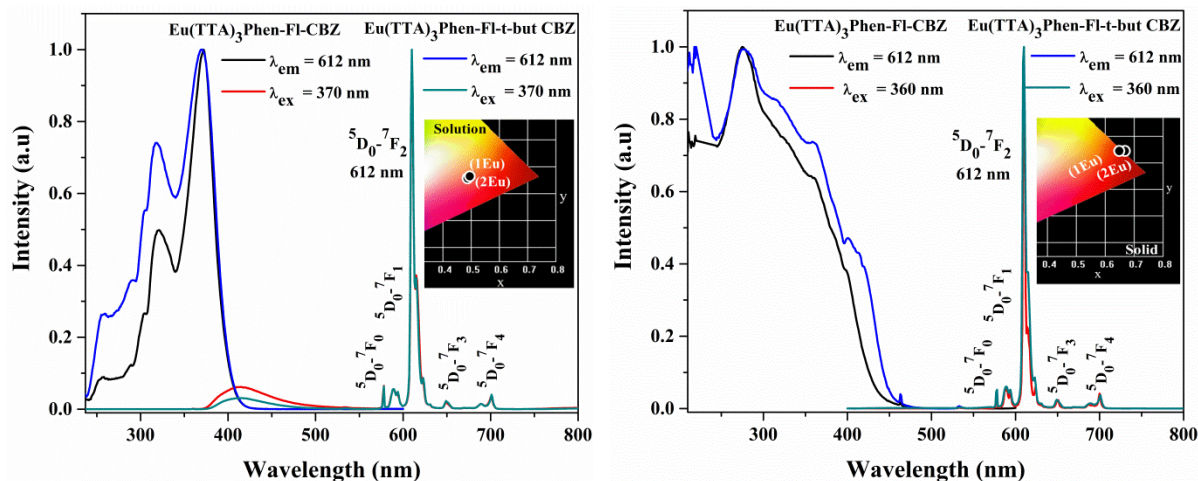 Eu(TTA)₃Phen-Fl-CBZ
λem = 612 nm
λex = 370 nm
Eu(TTA)₃Phen-Fl-t-but CBZ
λem = 612 nm
λex = 370 nm
⁵D₀-⁷F₂
612 nm
Solution
(1Eu)
(2Eu)
y
0.4 0.5 0.6 0.7 0.8
x
⁵D₀-⁷F₀
⁵D₀-⁷F₁
⁵D₀-⁷F₃
⁵D₀-⁷F₄
Intensity (a.u)
1.0
0.8
0.6
0.4
0.2
0.0
300 400 500 600 700 800
Wavelength (nm)
Eu(TTA)₃Phen-Fl-CBZ
λem = 612 nm
λex = 360 nm
Eu(TTA)₃Phen-Fl-t-but CBZ
λem = 612 nm
λex = 360 nm
⁵D₀-⁷F₂
612 nm
(1Eu)
(2Eu)
y
Solid
0.4 0.5 0.6 0.7 0.8
x
⁵D₀-⁷F₀
⁵D₀-⁷F₁
⁵D₀-⁷F₃
⁵D₀-⁷F₄
Intensity (a.u)
1.0
0.8
0.6
0.4
0.2
0.0
300 400 500 600 700 800
Wavelength (nm)